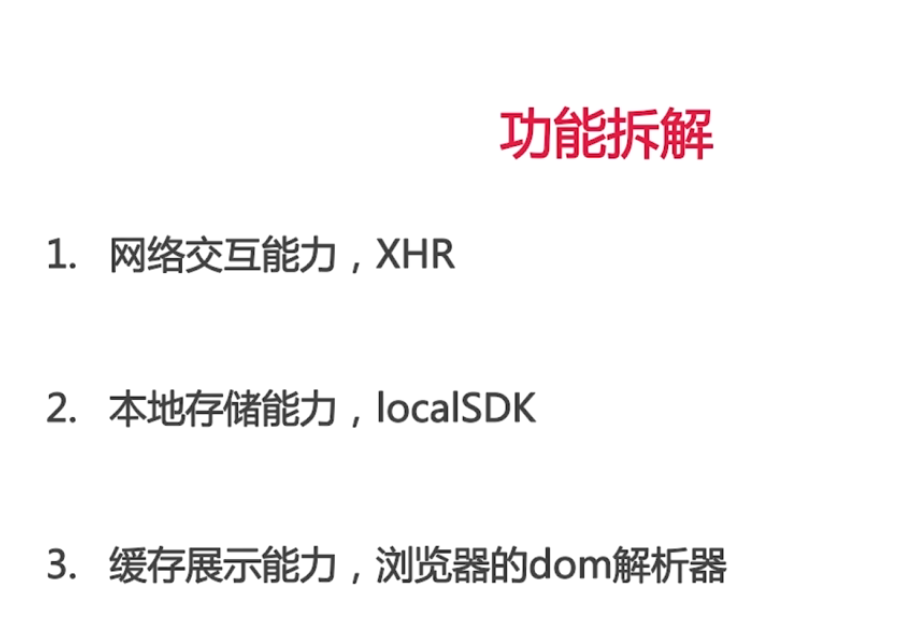 功能拆解
1. 网络交互能力，XHR
2. 本地存储能力，localSDK
3. 缓存展示能力，浏览器的dom解析器